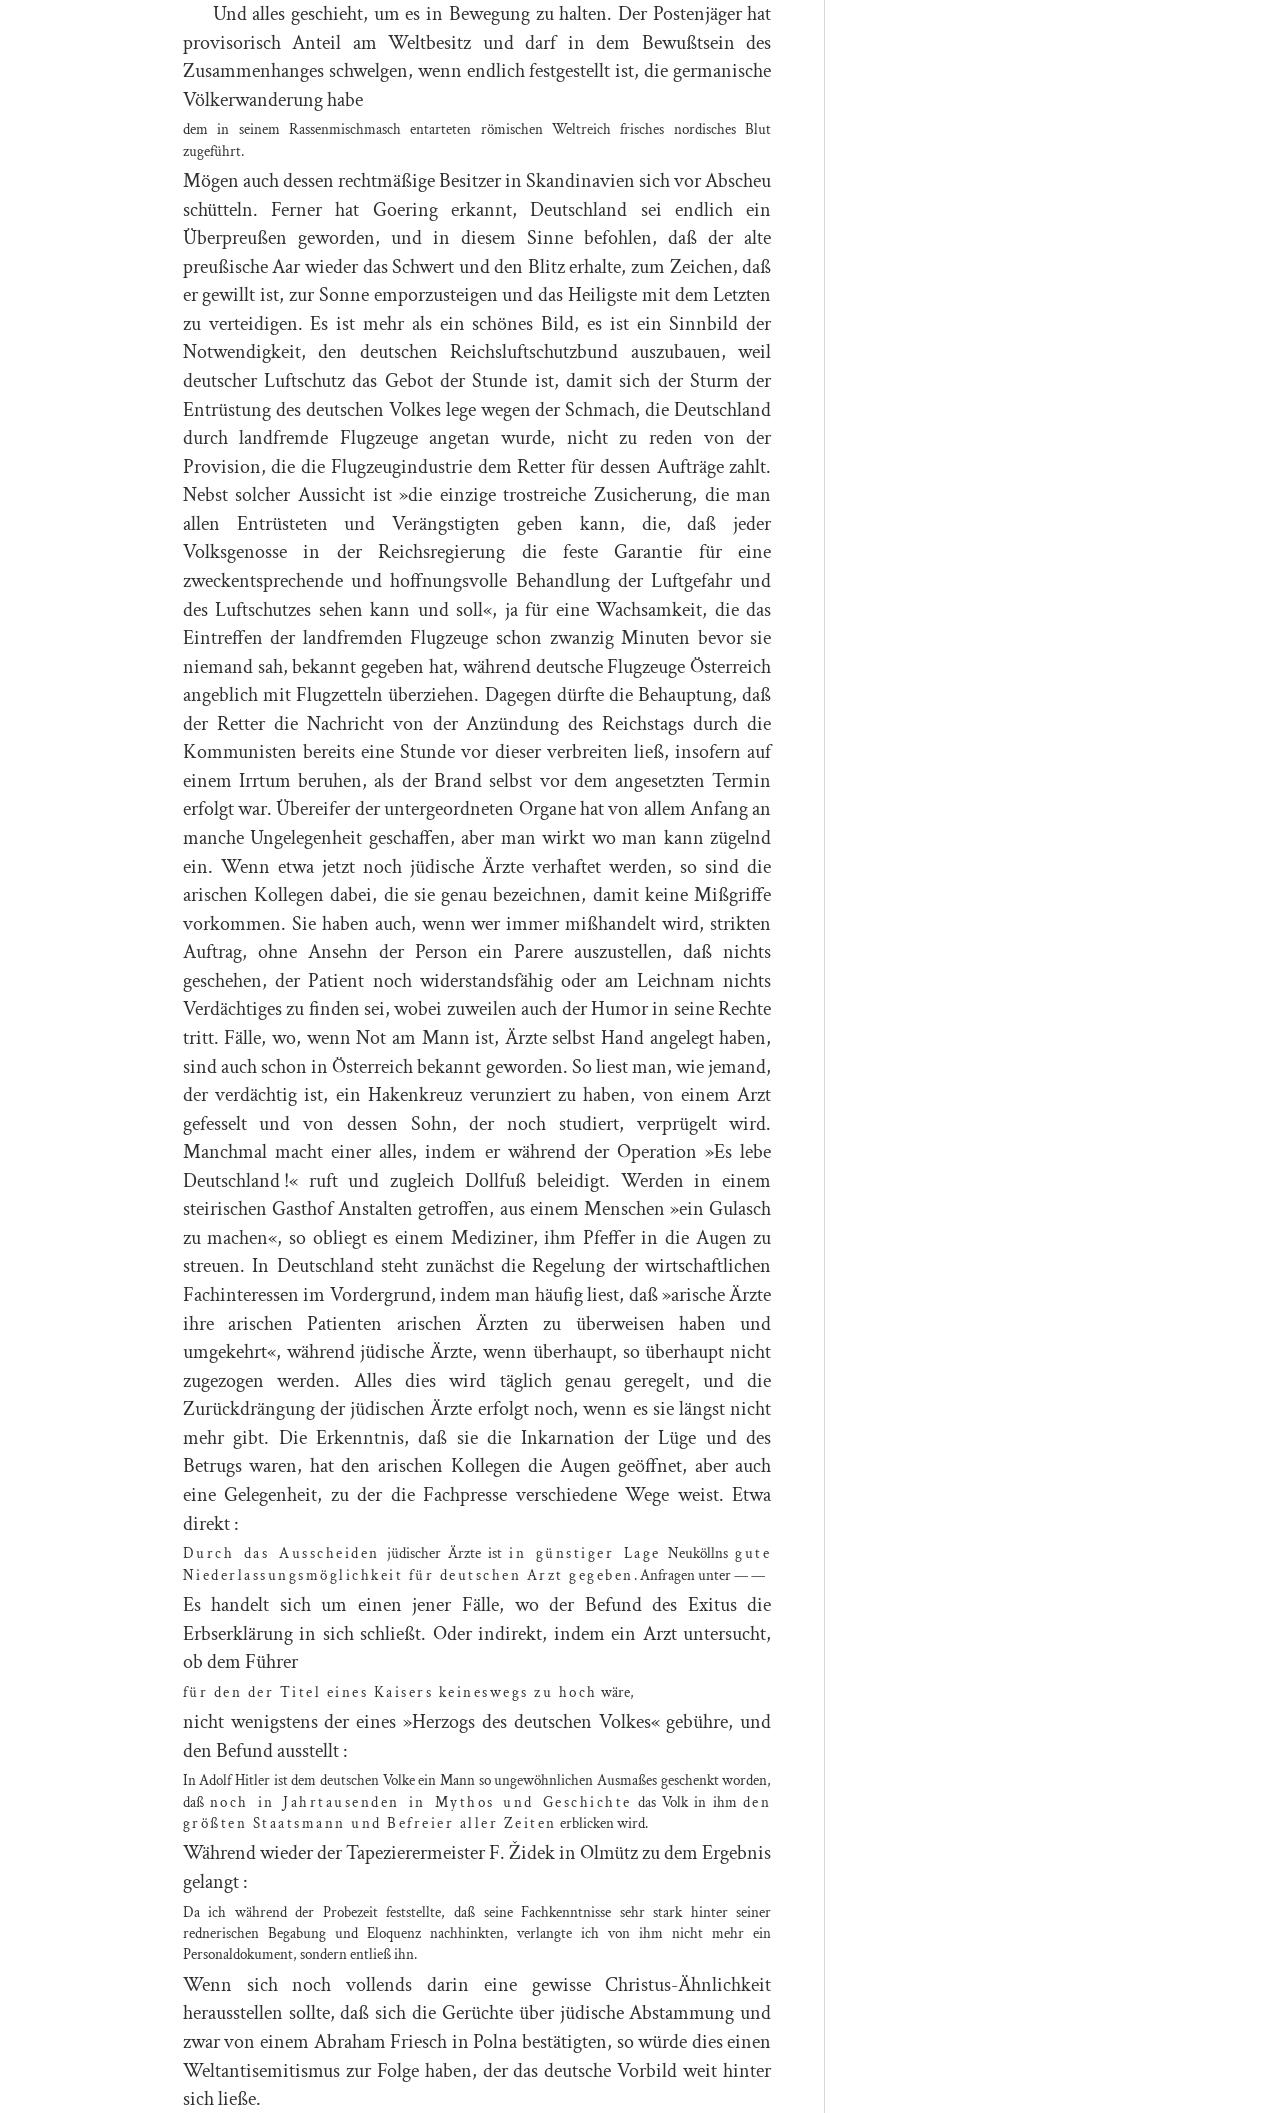 Und alles geschieht, um es in Bewegung zu halten. Der Postenjäger hat
provisorisch Anteil am Weltbesitz und darf in dem Bewußtsein des
Zusammenhanges schwelgen, wenn endlich festgestellt ist, die germanische
Völkerwanderung habe
dem in seinem Rassenmischmasch entarteten römischen Weltreich frisches nordisches Blut
zugeführt.
Mögen auch dessen rechtmäßige Besitzer in Skandinavien sich vor Abscheu
schütteln. Ferner hat Goering erkannt, Deutschland sei endlich ein
Überpreußen geworden, und in diesem Sinne befohlen, daß der alte
preußische Aar wieder das Schwert und den Blitz erhalte, zum Zeichen, daß
er gewillt ist, zur Sonne emporzusteigen und das Heiligste mit dem Letzten
zu verteidigen. Es ist mehr als ein schönes Bild, es ist ein Sinnbild der
Notwendigkeit, den deutschen Reichsluftschutzbund auszubauen, weil
deutscher Luftschutz das Gebot der Stunde ist, damit sich der Sturm der
Entrüstung des deutschen Volkes lege wegen der Schmach, die Deutschland
durch landfremde Flugzeuge angetan wurde, nicht zu reden von der
Provision, die die Flugzeugindustrie dem Retter für dessen Aufträge zahlt.
Nebst solcher Aussicht ist »die einzige trostreiche Zusicherung, die man
allen Entrüsteten und Verängstigten geben kann, die, daß jeder
Volksgenosse in der Reichsregierung die feste Garantie für eine
zweckentsprechende und hoffnungsvolle Behandlung der Luftgefahr und
des Luftschutzes sehen kann und soll«, ja für eine Wachsamkeit, die das
Eintreffen der landfremden Flugzeuge schon zwanzig Minuten bevor sie
niemand sah, bekannt gegeben hat, während deutsche Flugzeuge Österreich
angeblich mit Flugzetteln überziehen. Dagegen dürfte die Behauptung, daß
der Retter die Nachricht von der Anzündung des Reichstags durch die
Kommunisten bereits eine Stunde vor dieser verbreiten ließ, insofern auf
einem Irrtum beruhen, als der Brand selbst vor dem angesetzten Termin
erfolgt war. Übereifer der untergeordneten Organe hat von allem Anfang an
manche Ungelegenheit geschaffen, aber man wirkt wo man kann zügelnd
ein. Wenn etwa jetzt noch jüdische Ärzte verhaftet werden, so sind die
arischen Kollegen dabei, die sie genau bezeichnen, damit keine Mißgriffe
vorkommen. Sie haben auch, wenn wer immer mißhandelt wird, strikten
Auftrag, ohne Ansehn der Person ein Parere auszustellen, daß nichts
geschehen, der Patient noch widerstandsfähig oder am Leichnam nichts
Verdächtiges zu finden sei, wobei zuweilen auch der Humor in seine Rechte
tritt. Fälle, wo, wenn Not am Mann ist, Ärzte selbst Hand angelegt haben,
sind auch schon in Österreich bekannt geworden. So liest man, wie jemand,
der verdächtig ist, ein Hakenkreuz verunziert zu haben, von einem Arzt
gefesselt und von dessen Sohn, der noch studiert, verprügelt wird.
Manchmal macht einer alles, indem er während der Operation »Es lebe
Deutschland !« ruft und zugleich Dollfuß beleidigt. Werden in einem
steirischen Gasthof Anstalten getroffen, aus einem Menschen »ein Gulasch
zu machen«, so obliegt es einem Mediziner, ihm Pfeffer in die Augen zu
streuen. In Deutschland steht zunächst die Regelung der wirtschaftlichen
Fachinteressen im Vordergrund, indem man häufig liest, daß »arische Ärzte
ihre arischen Patienten arischen Ärzten zu überweisen haben und
umgekehrt«, während jüdische Ärzte, wenn überhaupt, so überhaupt nicht
zugezogen werden. Alles dies wird täglich genau geregelt, und die
Zurückdrängung der jüdischen Ärzte erfolgt noch, wenn es sie längst nicht
mehr gibt. Die Erkenntnis, daß sie die Inkarnation der Lüge und des
Betrugs waren, hat den arischen Kollegen die Augen geöffnet, aber auch
eine Gelegenheit, zu der die Fachpresse verschiedene Wege weist. Etwa
direkt :
Durch das Ausscheiden jüdischer Ärzte ist in günstiger Lage Neuköllns gute
Niederlassungsmöglichkeit für deutschen Arzt gegeben. Anfragen unter — —
Es handelt sich um einen jener Fälle, wo der Befund des Exitus die
Erbserklärung in sich schließt. Oder indirekt, indem ein Arzt untersucht,
ob dem Führer
für den der Titel eines Kaisers keineswegs zu hoch wäre,
nicht wenigstens der eines »Herzogs des deutschen Volkes« gebühre, und
den Befund ausstellt :
In Adolf Hitler ist dem deutschen Volke ein Mann so ungewöhnlichen Ausmaßes geschenkt worden,
daß noch in Jahrtausenden in Mythos und Geschichte das Volk in ihm den
größten Staatsmann und Befreier aller Zeiten erblicken wird.
Während wieder der Tapezierermeister F. Židek in Olmütz zu dem Ergebnis
gelangt :
Da ich während der Probezeit feststellte, daß seine Fachkenntnisse sehr stark hinter seiner
rednerischen Begabung und Eloquenz nachhinkten, verlangte ich von ihm nicht mehr ein
Personaldokument, sondern entließ ihn.
Wenn sich noch vollends darin eine gewisse Christus-Ähnlichkeit
herausstellen sollte, daß sich die Gerüchte über jüdische Abstammung und
zwar von einem Abraham Friesch in Polna bestätigten, so würde dies einen
Weltantisemitismus zur Folge haben, der das deutsche Vorbild weit hinter
sich ließe.